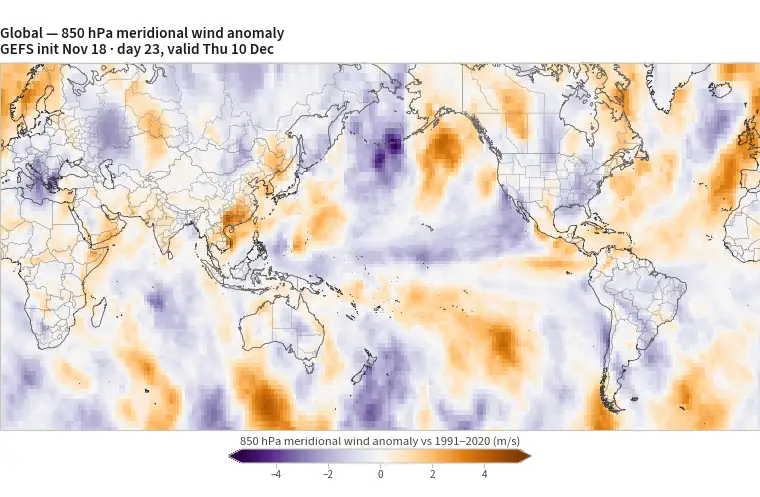 Global — 850 hPa meridional wind anomaly
GEFS init Nov 18 · day 23, valid Thu 10 Dec
850 hPa meridional wind anomaly vs 1991–2020 (m/s)
−4 −2 0 2 4